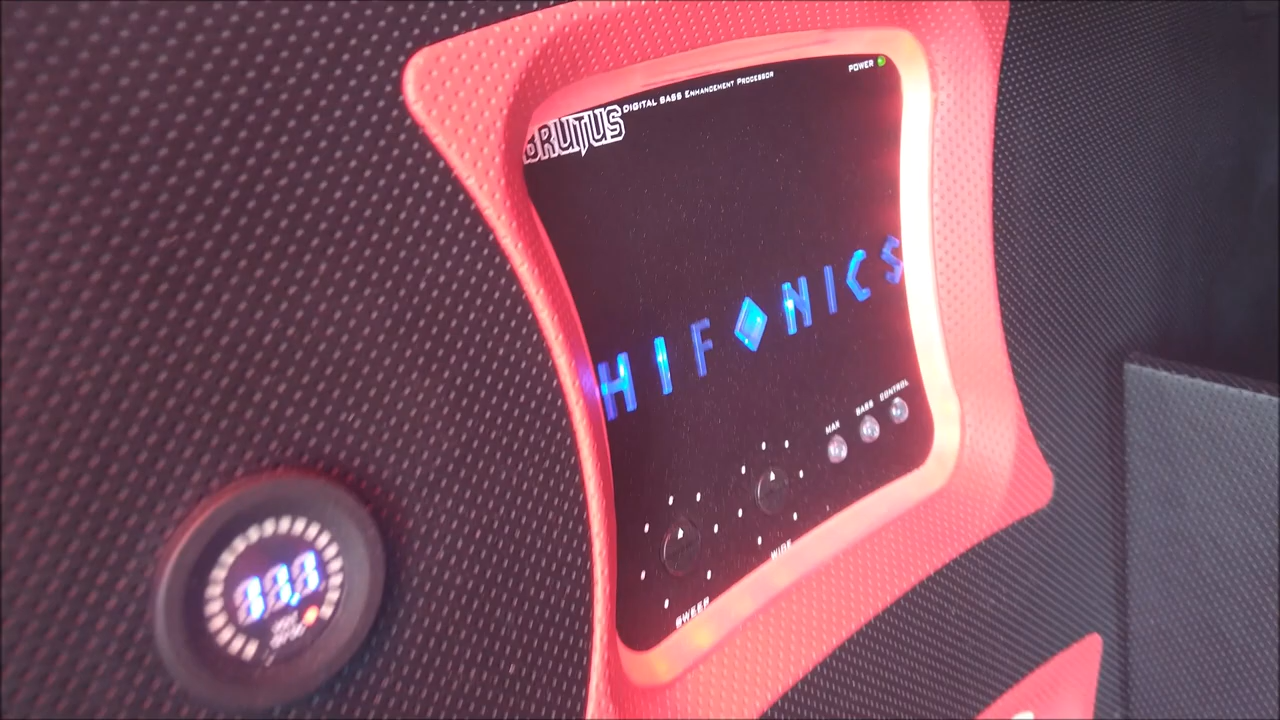 BRUTUS DIGITAL BASS ENHANCEMENT PROCESSOR
POWER
HIFONICS
MAX BASS CONTROL
SWEEP
WIDE